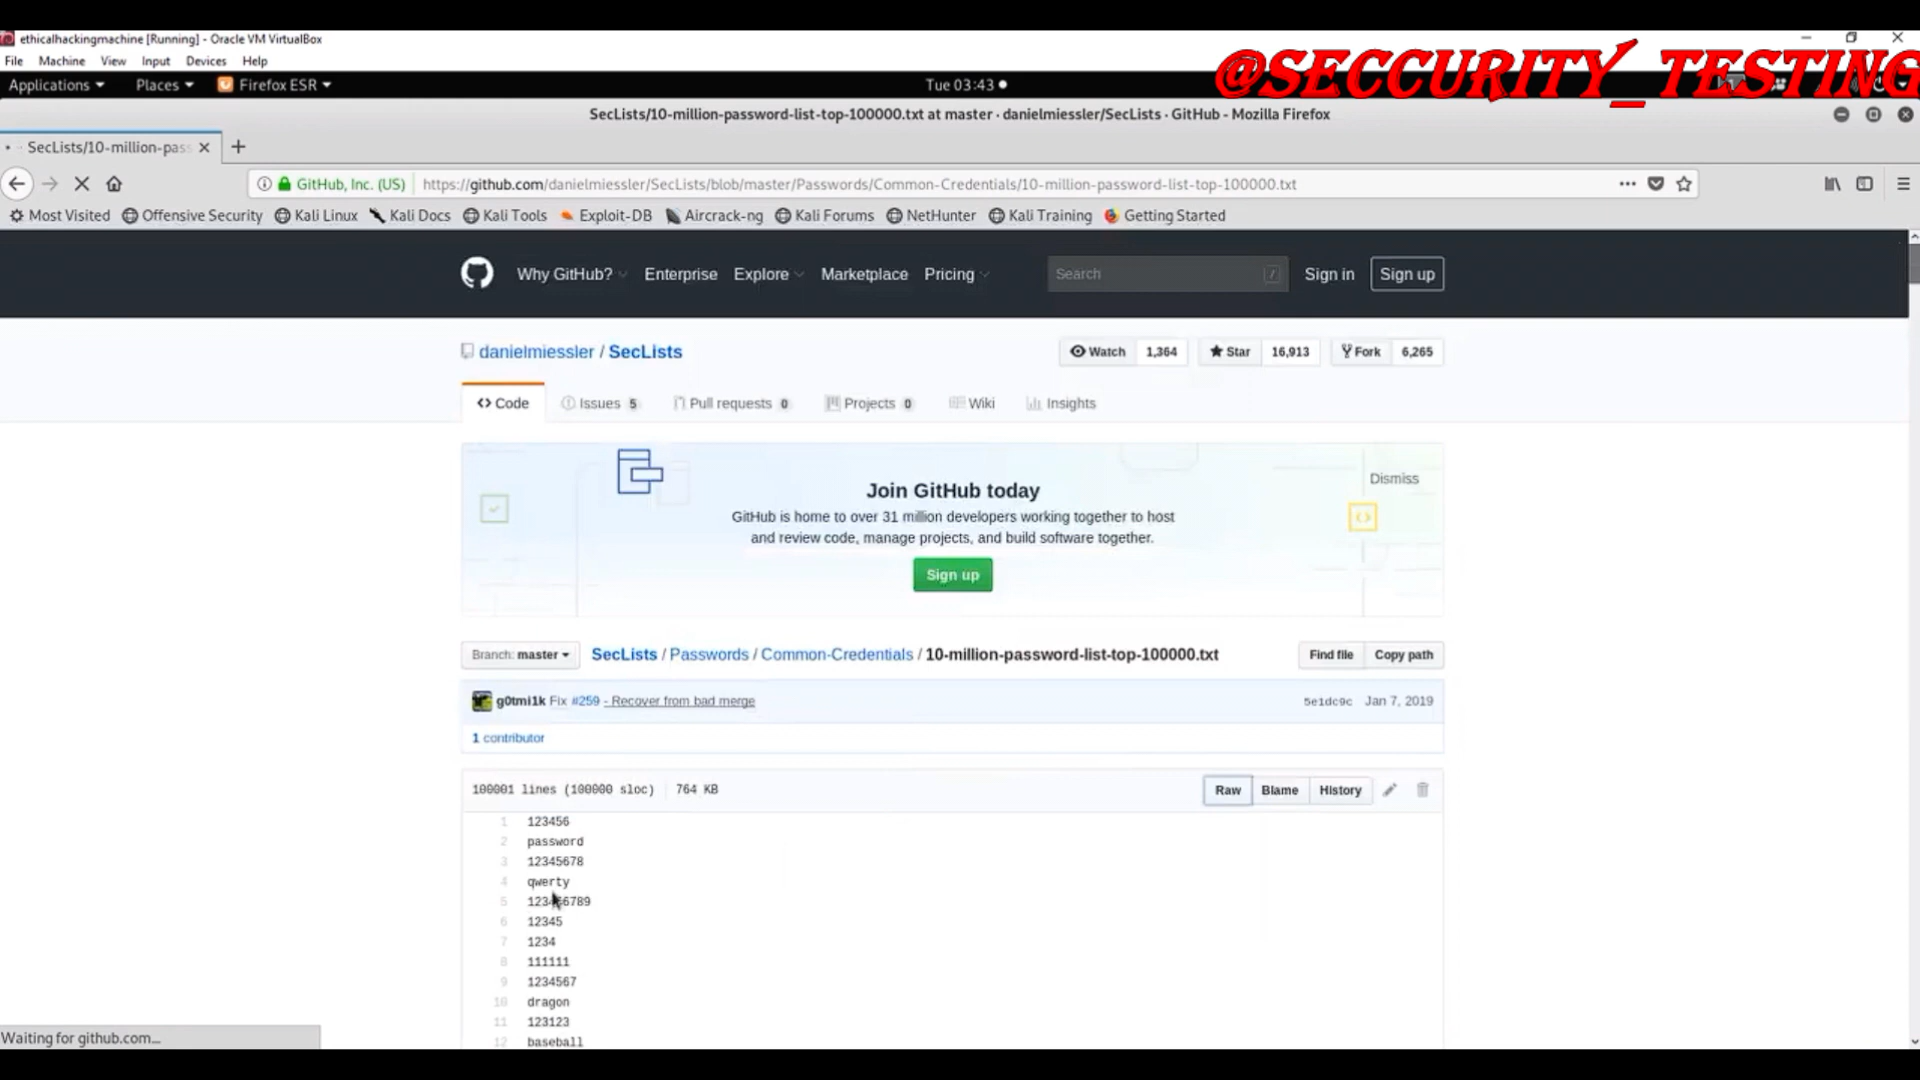 ethicalhackingmachine [Running] - Oracle VM VirtualBox
File Machine View Input Devices Help
@SECCURITY_TESTING
Applications Places Firefox ESR Tue 03:43
SecLists/10-million-password-list-top-100000.txt at master · danielmiessler/SecLists · GitHub - Mozilla Firefox
SecLists/10-million-pass
GitHub, Inc. (US) https://github.com/danielmiessler/SecLists/blob/master/Passwords/Common-Credentials/10-million-password-list-top-100000.txt
Most Visited Offensive Security Kali Linux Kali Docs Kali Tools Exploit-DB Aircrack-ng Kali Forums NetHunter Kali Training Getting Started
Why GitHub? Enterprise Explore Marketplace Pricing Search / Sign in Sign up
danielmiessler / SecLists Watch 1,364 Star 16,913 Fork 6,265
Code Issues 5 Pull requests 0 Projects 0 Wiki Insights
Dismiss
Join GitHub today
GitHub is home to over 31 million developers working together to host
and review code, manage projects, and build software together.
Sign up
Branch: master SecLists / Passwords / Common-Credentials / 10-million-password-list-top-100000.txt Find file Copy path
g0tmi1k Fix #259 - Recover from bad merge 5e1dc9c Jan 7, 2019
1 contributor
100001 lines (100000 sloc) 764 KB Raw Blame History
1 123456
2 password
3 12345678
4 qwerty
5 123456789
6 12345
7 1234
8 111111
9 1234567
10 dragon
11 123123
12 baseball
Waiting for github.com...